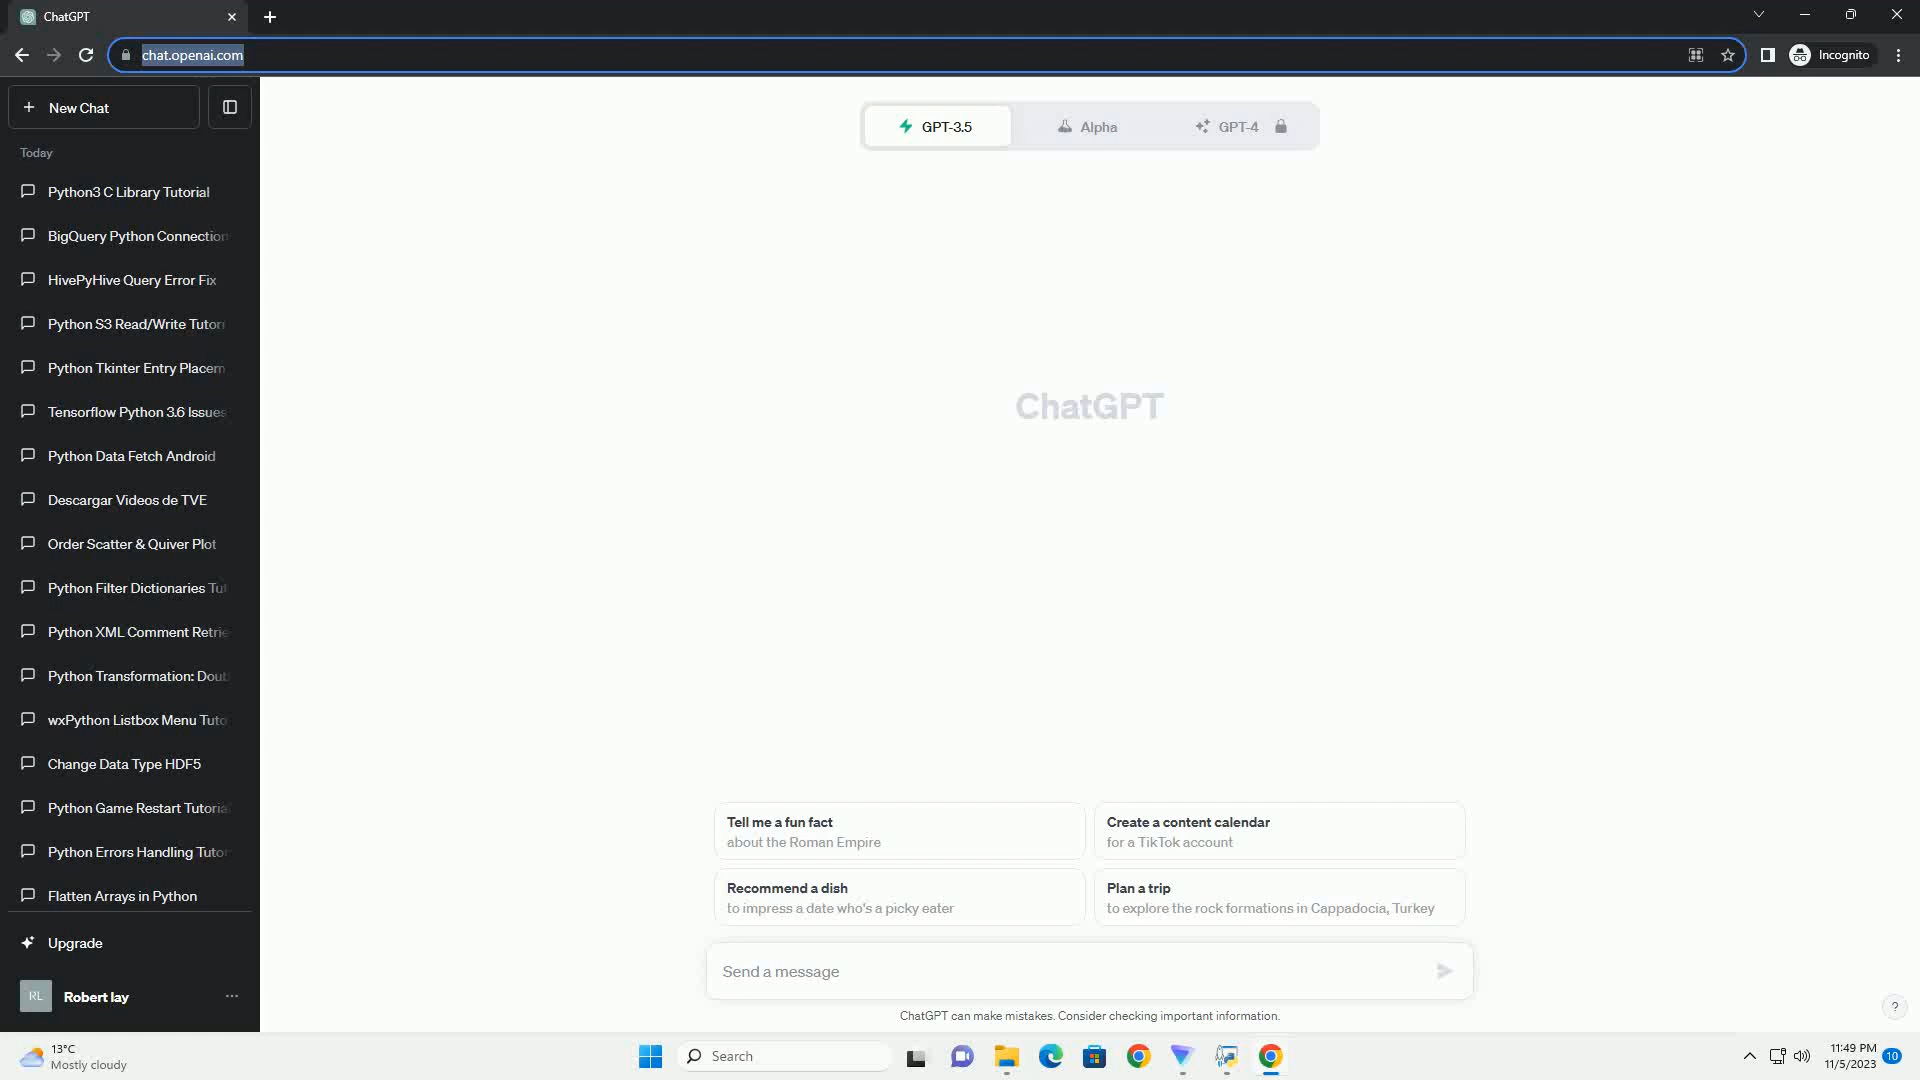 ChatGPT
chat.openai.com
Incognito
New Chat
Today
Python3 C Library Tutorial
BigQuery Python Connection
HivePyHive Query Error Fix
Python S3 Read/Write Tutori
Python Tkinter Entry Placem
Tensorflow Python 3.6 Issues
Python Data Fetch Android
Descargar Videos de TVE
Order Scatter & Quiver Plot
Python Filter Dictionaries Tut
Python XML Comment Retrie
Python Transformation: Doub
wxPython Listbox Menu Tuto
Change Data Type HDF5
Python Game Restart Tutorial
Python Errors Handling Tutor
Flatten Arrays in Python
Upgrade
RL
Robert lay
GPT-3.5
Alpha
GPT-4
ChatGPT
Tell me a fun fact
about the Roman Empire
Create a content calendar
for a TikTok account
Recommend a dish
to impress a date who's a picky eater
Plan a trip
to explore the rock formations in Cappadocia, Turkey
Send a message
ChatGPT can make mistakes. Consider checking important information.
?
13°C
Mostly cloudy
Search
11:49 PM
11/5/2023
10